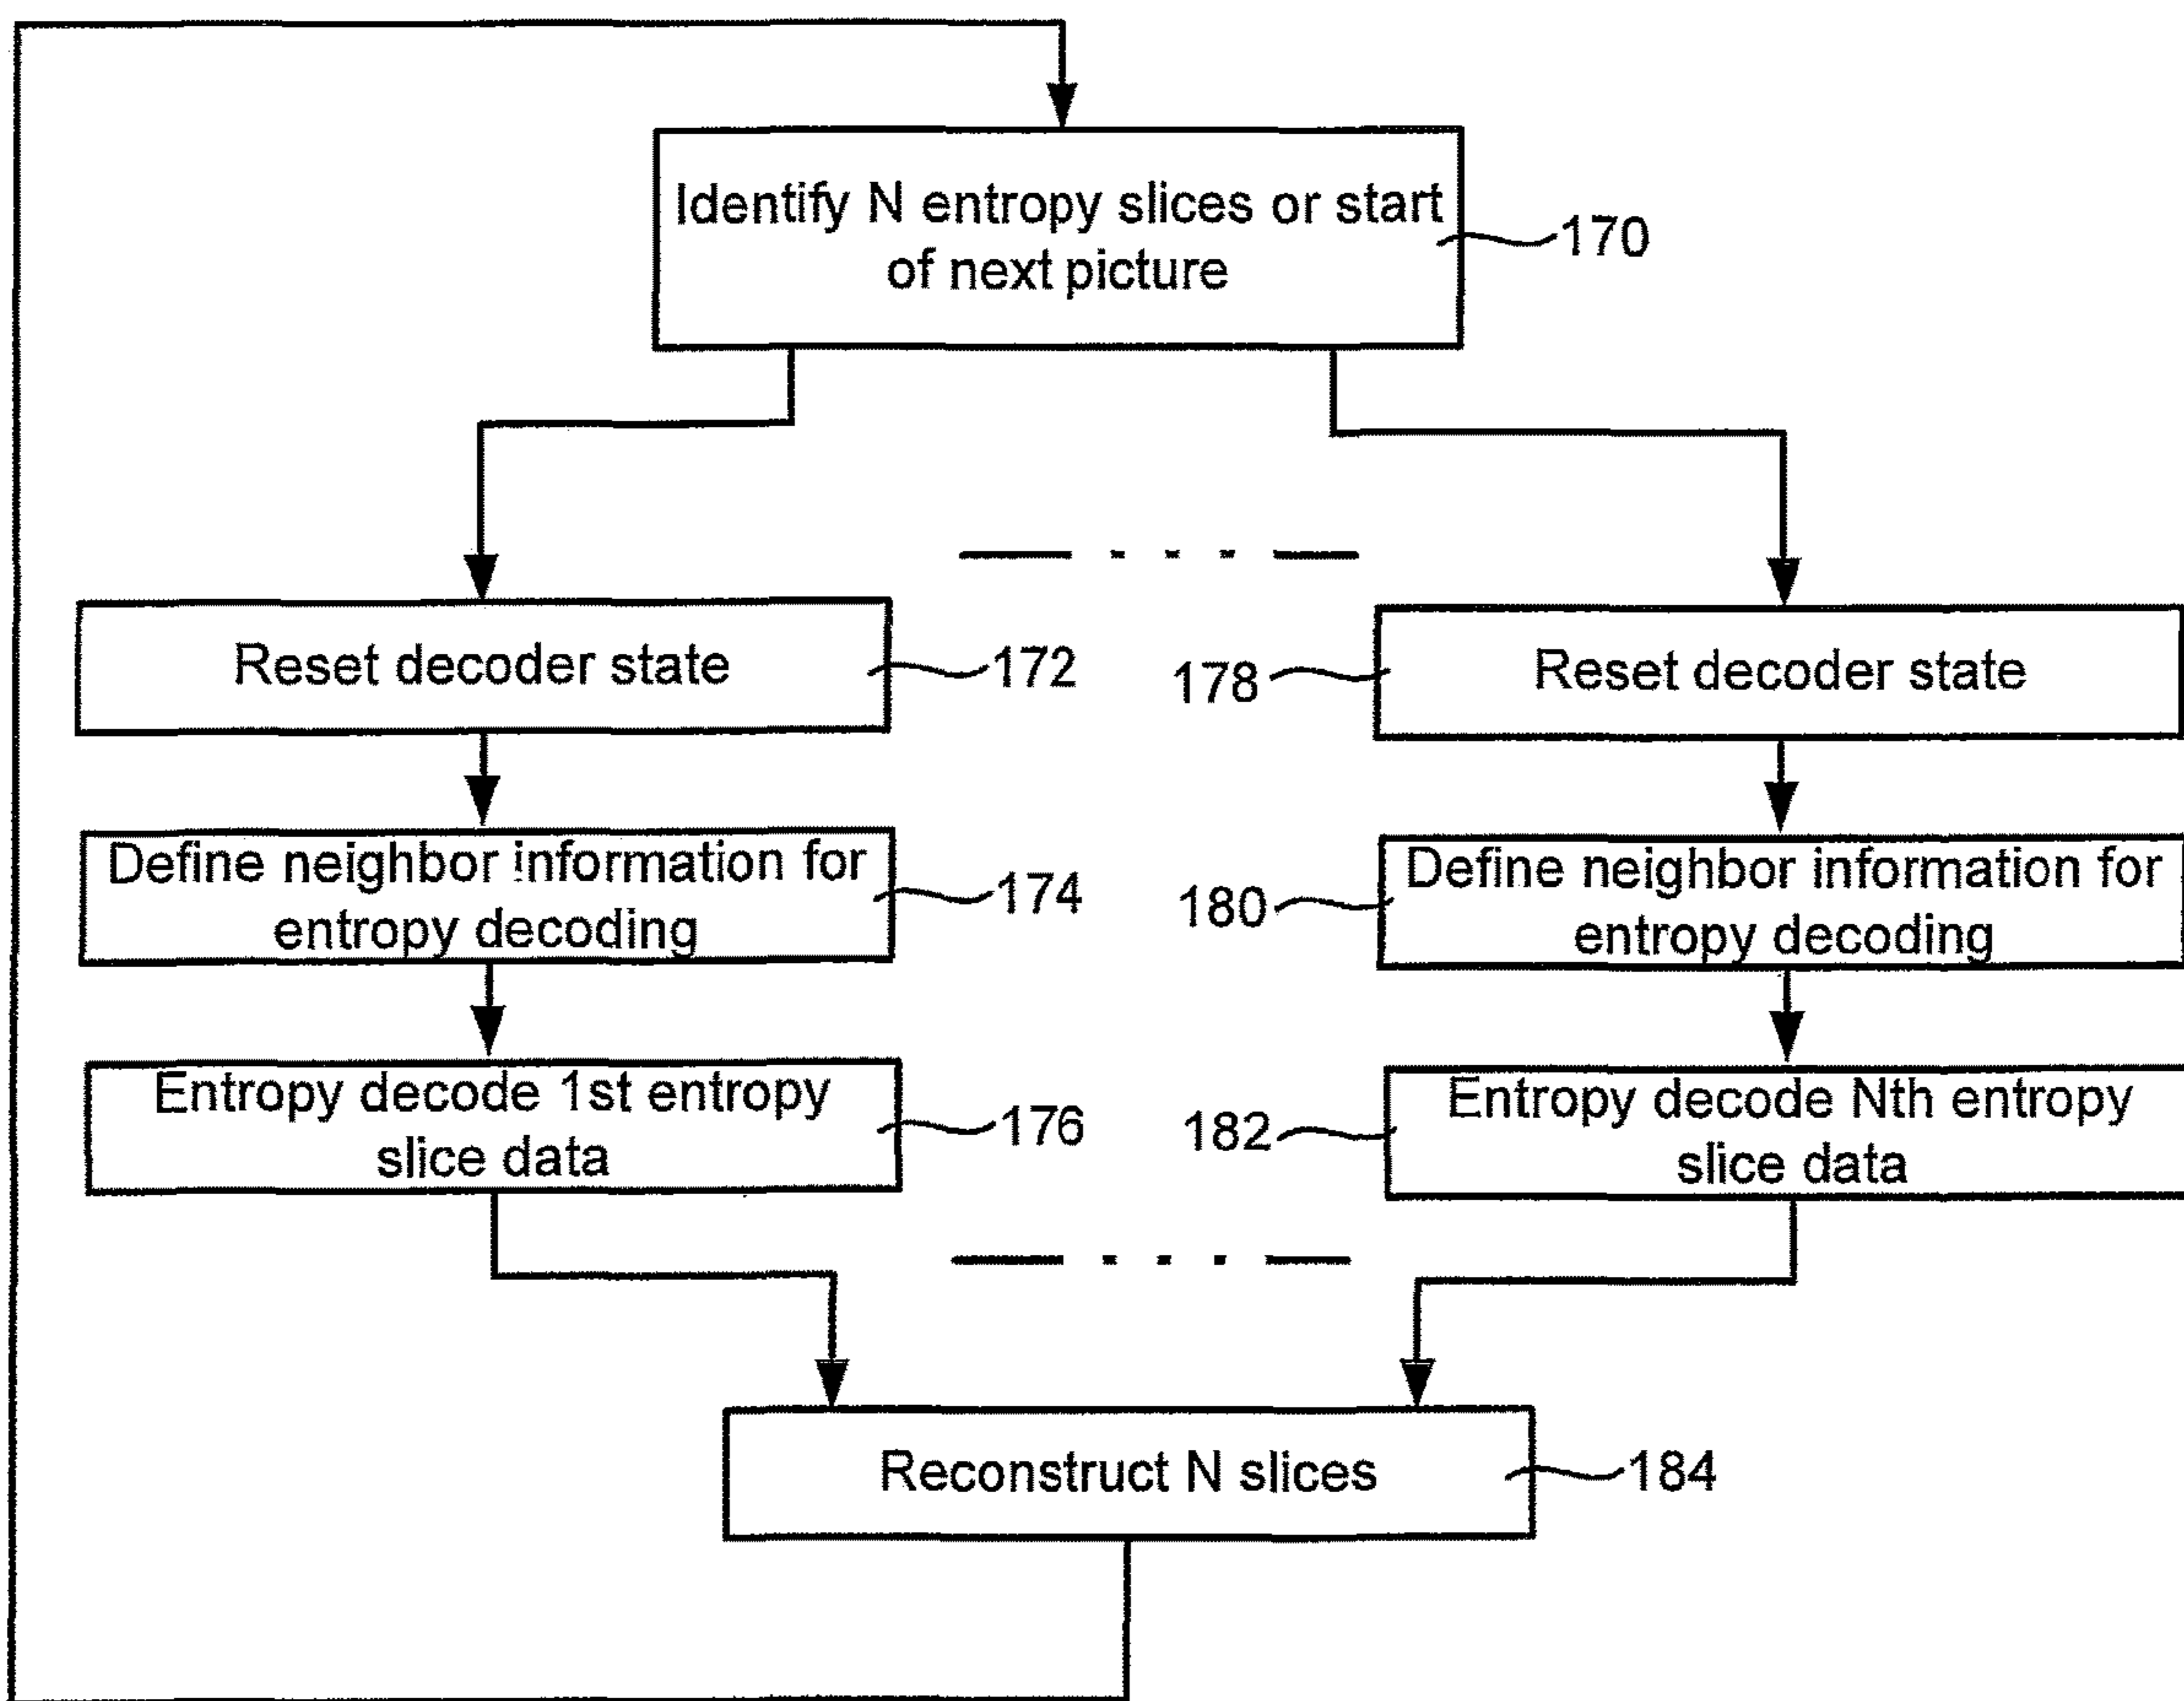 Identify N entropy slices or start
of next picture
170
Reset decoder state
172
178
Reset decoder state
Define neighbor information for
entropy decoding
174
180
Define neighbor information for
entropy decoding
Entropy decode 1st entropy
slice data
176
182
Entropy decode Nth entropy
slice data
Reconstruct N slices
184